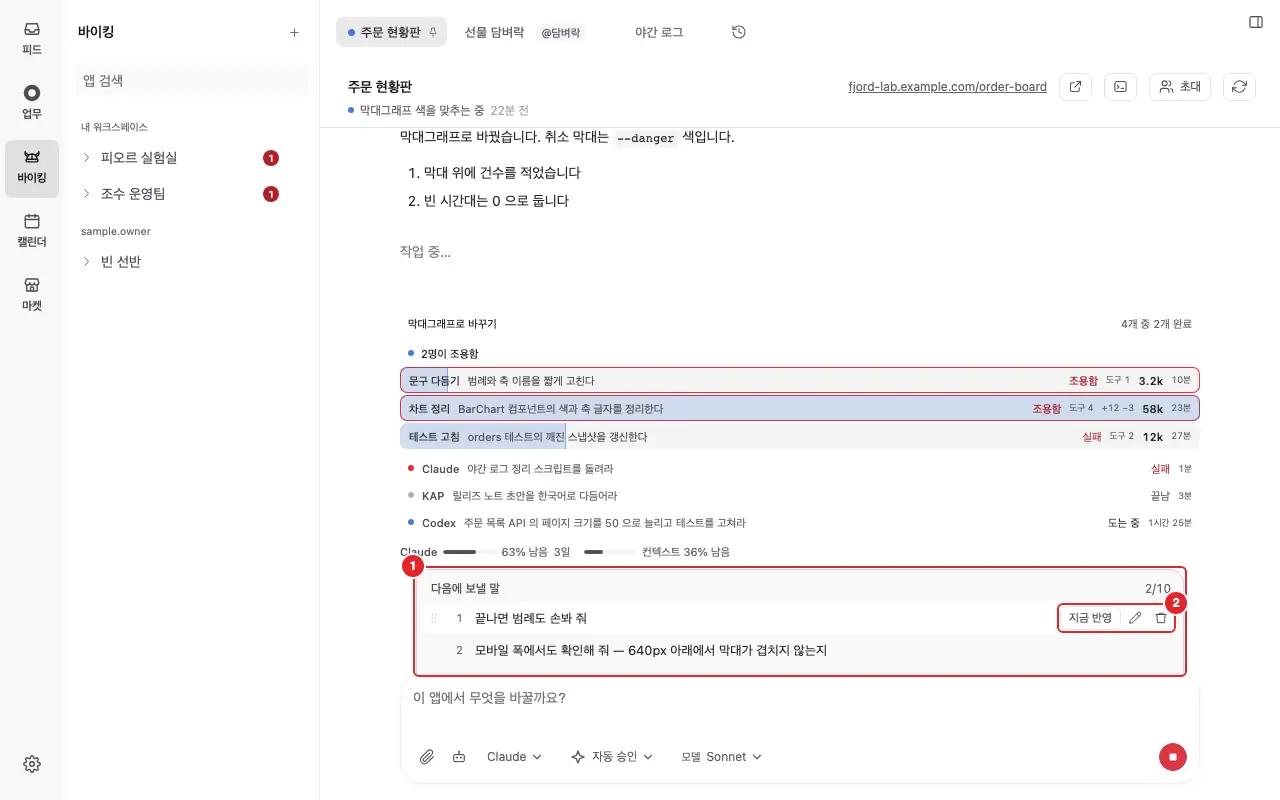 피드
업무
바이킹
캘린더
마켓
바이킹
앱 검색
내 워크스페이스
피오르 실험실 1
조수 운영팀 1
sample.owner
빈 선반
주문 현황판 선물 담벼락 @담벼락 야간 로그
주문 현황판
막대그래프 색을 맞추는 중 22분 전
fjord-lab.example.com/order-board 초대
막대그래프로 바꿨습니다. 취소 막대는 --danger 색입니다.
1. 막대 위에 건수를 적었습니다
2. 빈 시간대는 0 으로 둡니다
작업 중...
막대그래프로 바꾸기 4개 중 2개 완료
2명이 조용함
문구 다듬기 범례와 축 이름을 짧게 고친다 조용함 도구 1 3.2k 10분
차트 정리 BarChart 컴포넌트의 색과 축 글자를 정리한다 조용함 도구 4 +12 −3 58k 23분
테스트 고침 orders 테스트의 깨진 스냅샷을 갱신한다 실패 도구 2 12k 27분
Claude 야간 로그 정리 스크립트를 돌려라 실패 1분
KAP 릴리즈 노트 초안을 한국어로 다듬어라 끝남 3분
Codex 주문 목록 API 의 페이지 크기를 50 으로 늘리고 테스트를 고쳐라 도는 중 1시간 25분
Claude 63% 남음 3일 컨텍스트 36% 남음
1
다음에 보낼 말 2/10
2
1 끝나면 범례도 손봐 줘 지금 반영
2 모바일 폭에서도 확인해 줘 — 640px 아래에서 막대가 겹치지 않는지
이 앱에서 무엇을 바꿀까요?
Claude 자동 승인 모델 Sonnet